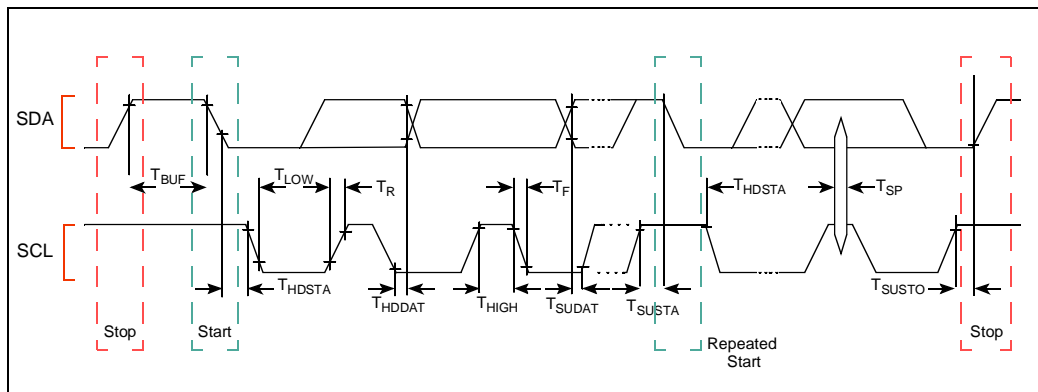 SDA
T_BUF
T_LOW
T_R
T_F
T_HDSTA
T_SP
SCL
T_HDSTA
T_HDDAT
T_HIGH
T_SUDAT
T_SUSTA
T_SUSTO
Stop
Start
Repeated
Start
Stop